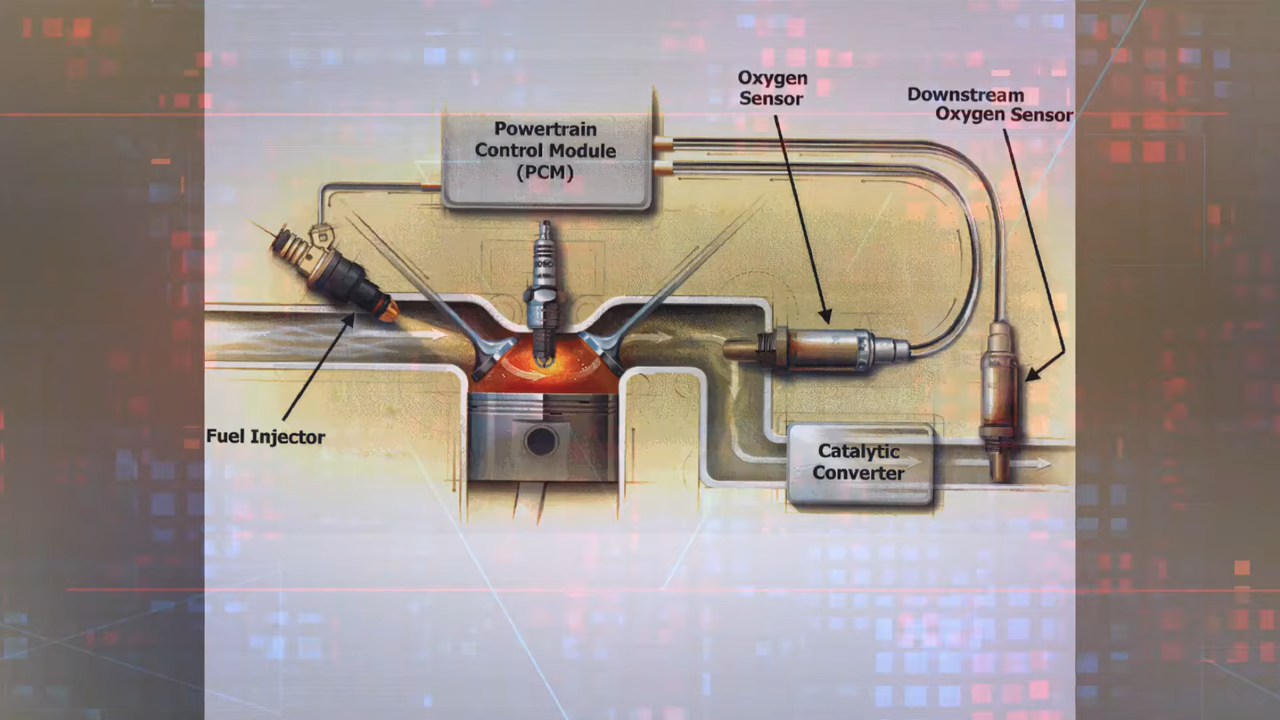 Oxygen
Sensor
Downstream
Oxygen Sensor
Powertrain
Control Module
(PCM)
Fuel Injector
Catalytic
Converter